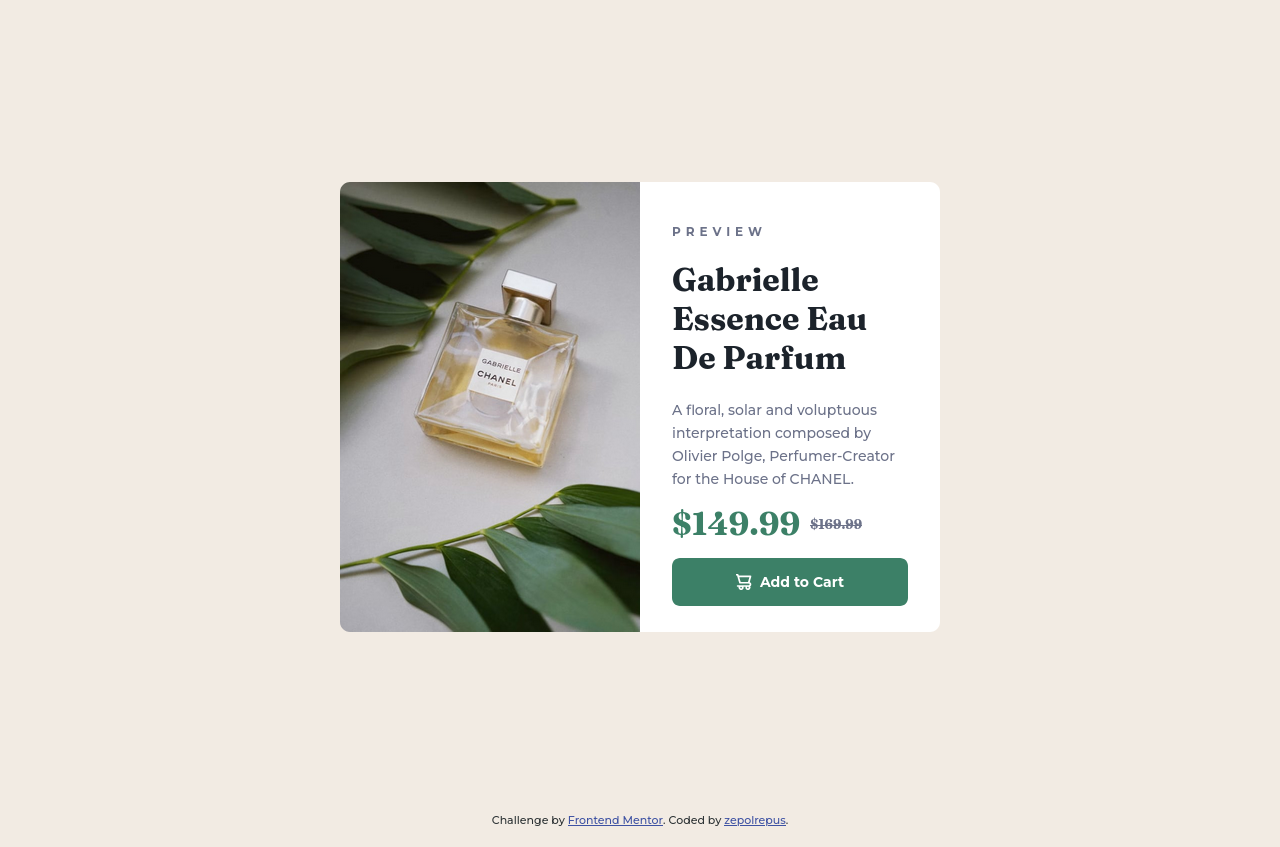 GABRIELLE
CHANEL
PARIS
PREVIEW
Gabrielle
Essence Eau
De Parfum
A floral, solar and voluptuous
interpretation composed by
Olivier Polge, Perfumer-Creator
for the House of CHANEL.
$149.99 $169.99
Add to Cart
Challenge by Frontend Mentor. Coded by zepolrepus.